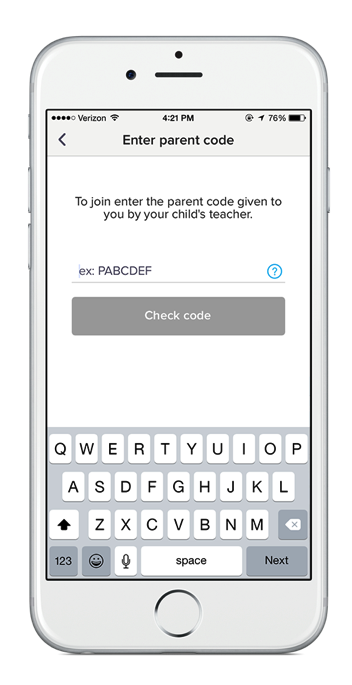 Verizon 4:21 PM 76%
Enter parent code
To join enter the parent code given to
you by your child's teacher.
ex: PABCDEF ?
Check code
Q W E R T Y U I O P
A S D F G H J K L
Z X C V B N M
123 space Next